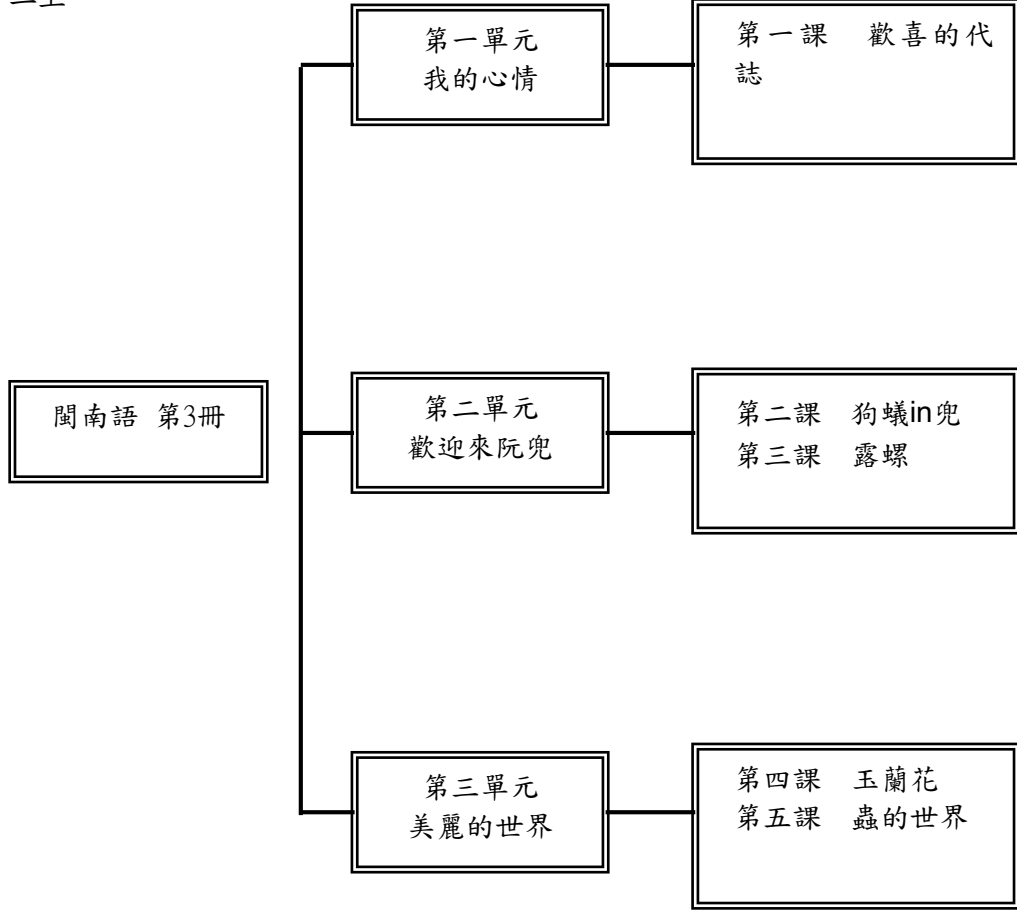 二上
第一單元
我的心情
第一課　歡喜的代
誌
閩南語 第3冊
第二單元
歡迎來阮兜
第二課　狗蟻in兜
第三課　露螺
第三單元
美麗的世界
第四課　玉蘭花
第五課　蟲的世界